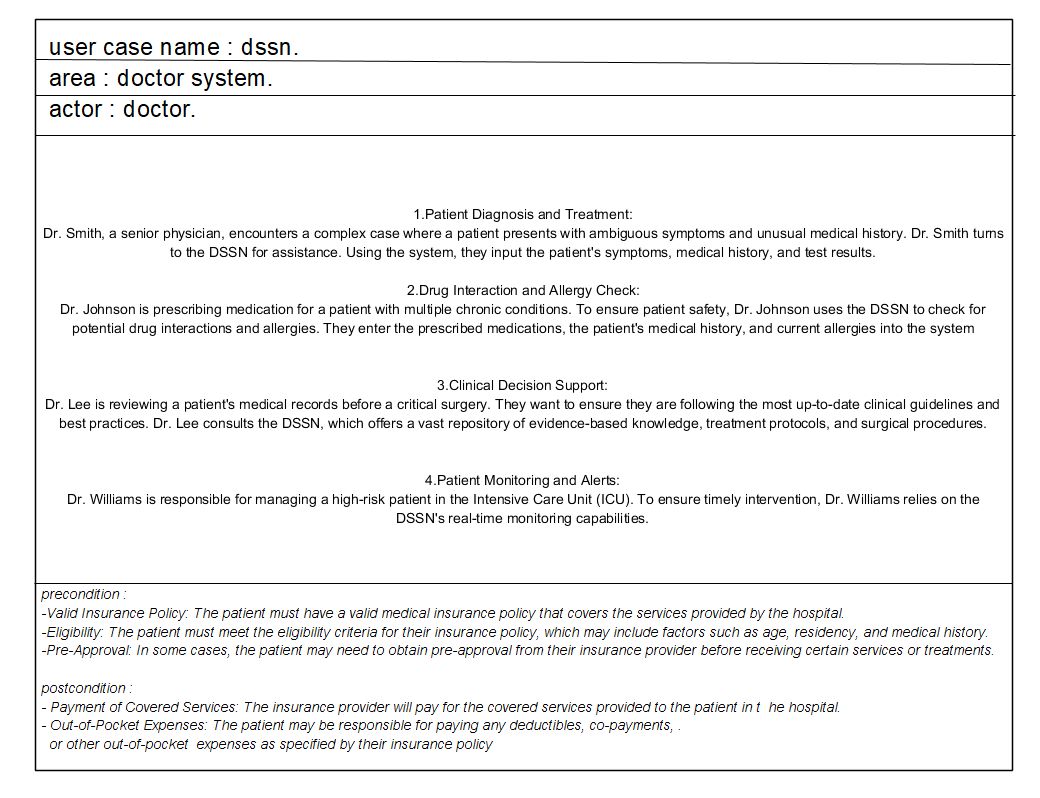 user case name : dssn.
area : doctor system.
actor : doctor.
1.Patient Diagnosis and Treatment:
Dr. Smith, a senior physician, encounters a complex case where a patient presents with ambiguous symptoms and unusual medical history. Dr. Smith turns
to the DSSN for assistance. Using the system, they input the patient's symptoms, medical history, and test results.
2.Drug Interaction and Allergy Check:
Dr. Johnson is prescribing medication for a patient with multiple chronic conditions. To ensure patient safety, Dr. Johnson uses the DSSN to check for
potential drug interactions and allergies. They enter the prescribed medications, the patient's medical history, and current allergies into the system
3.Clinical Decision Support:
Dr. Lee is reviewing a patient's medical records before a critical surgery. They want to ensure they are following the most up-to-date clinical guidelines and
best practices. Dr. Lee consults the DSSN, which offers a vast repository of evidence-based knowledge, treatment protocols, and surgical procedures.
4.Patient Monitoring and Alerts:
Dr. Williams is responsible for managing a high-risk patient in the Intensive Care Unit (ICU). To ensure timely intervention, Dr. Williams relies on the
DSSN's real-time monitoring capabilities.
precondition :
-Valid Insurance Policy: The patient must have a valid medical insurance policy that covers the services provided by the hospital.
-Eligibility: The patient must meet the eligibility criteria for their insurance policy, which may include factors such as age, residency, and medical history.
-Pre-Approval: In some cases, the patient may need to obtain pre-approval from their insurance provider before receiving certain services or treatments.
postcondition :
- Payment of Covered Services: The insurance provider will pay for the covered services provided to the patient in t he hospital.
- Out-of-Pocket Expenses: The patient may be responsible for paying any deductibles, co-payments, .
or other out-of-pocket expenses as specified by their insurance policy